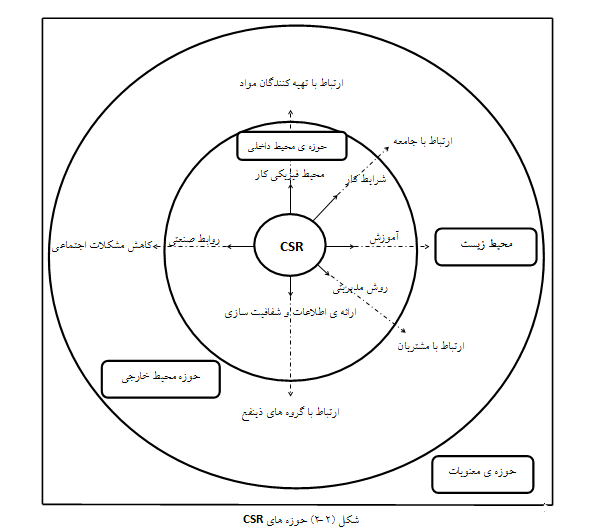 ارتباط با تهیه کنندگان مواد
حوزه ی محیط داخلی
ارتباط با جامعه
محیط فیزیکی کار
شرایط کار
محیط زیست
آموزش
CSR
روابط صنعتی
کاهش مشکلات اجتماعی
روش مدیریتی
ارائه ی اطلاعات و شفافیت سازی
ارتباط با مشتریان
حوزه محیط خارجی
ارتباط با گروه های ذینفع
حوزه ی معنویات
شکل (۲-۲) حوزه های CSR